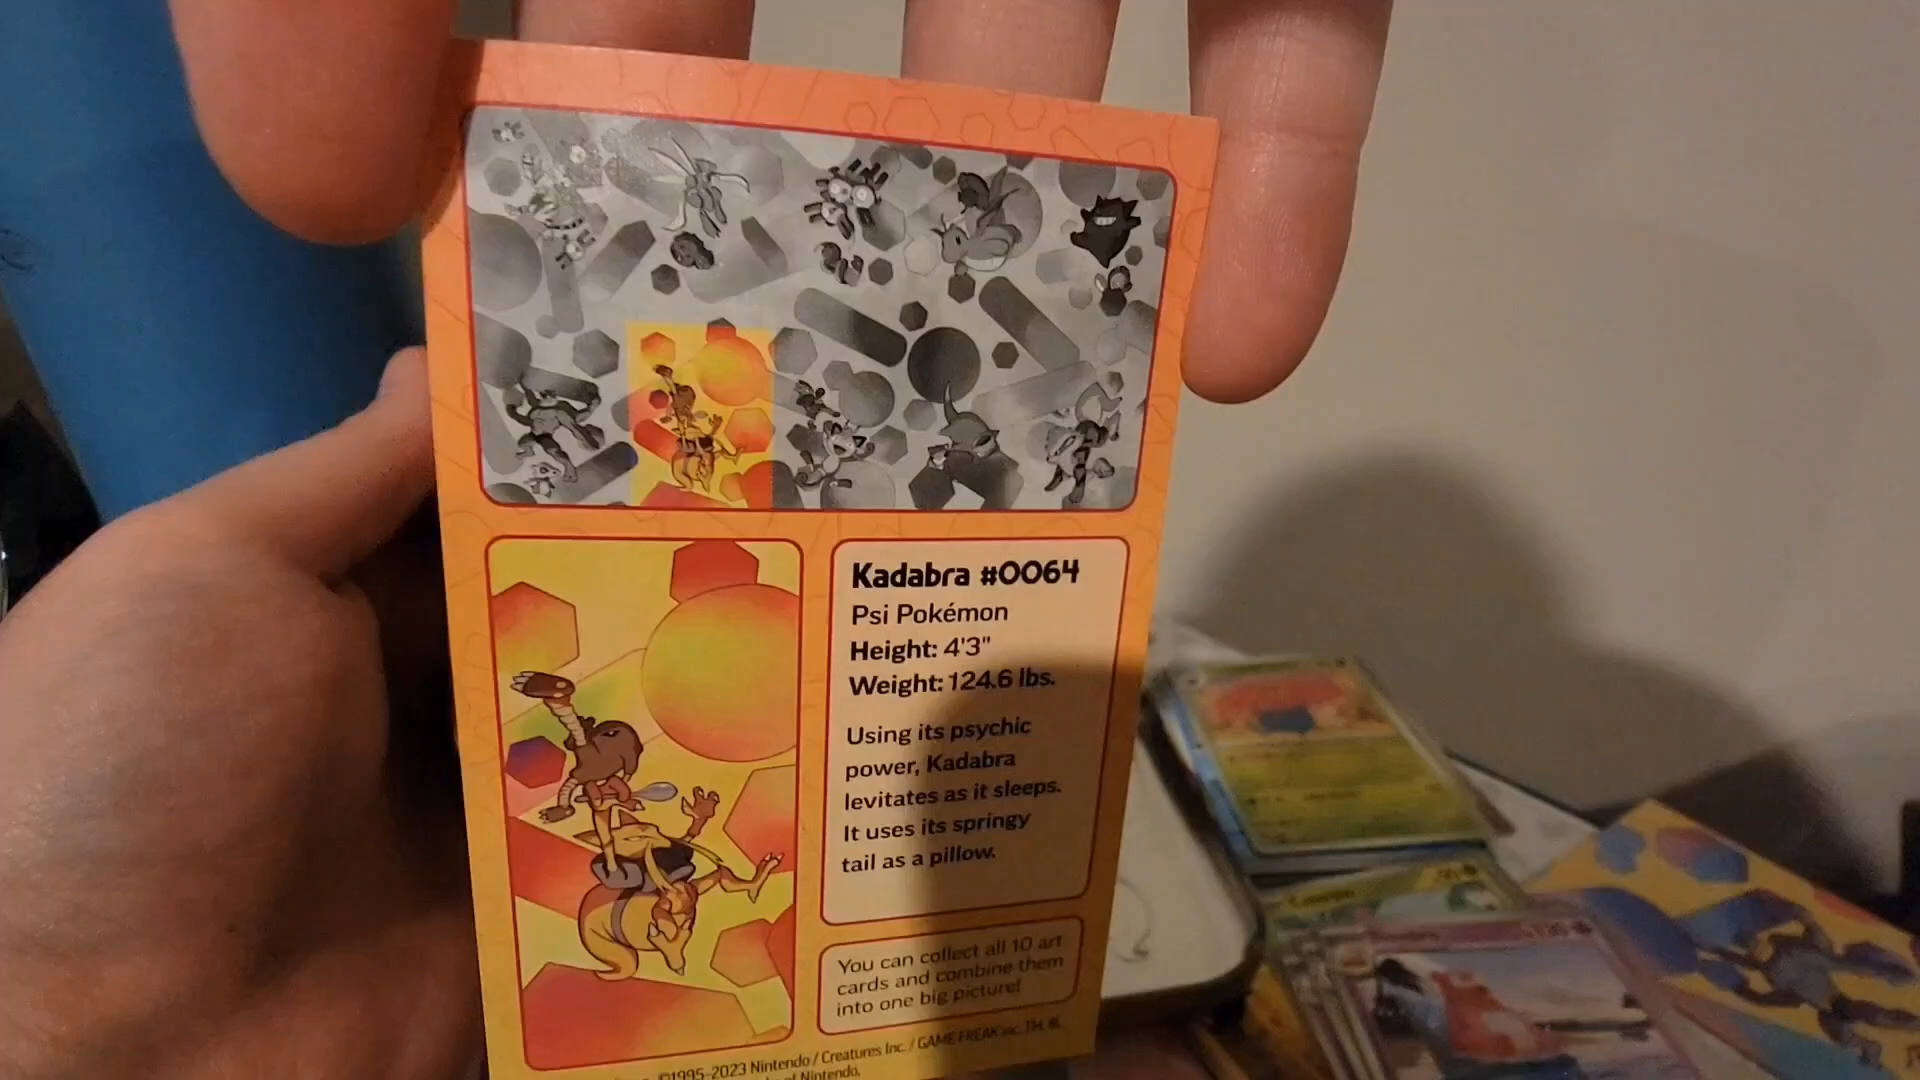 Kadabra #0064
Psi Pokémon
Height: 4'3"
Weight: 124.6 lbs.
Using its psychic
power, Kadabra
levitates as it sleeps.
It uses its springy
tail as a pillow.
You can collect all 10 art
cards and combine them
into one big picture!
©1995-2023 Nintendo / Creatures Inc. / GAME FREAK inc. TM, ®,
of Nintendo.